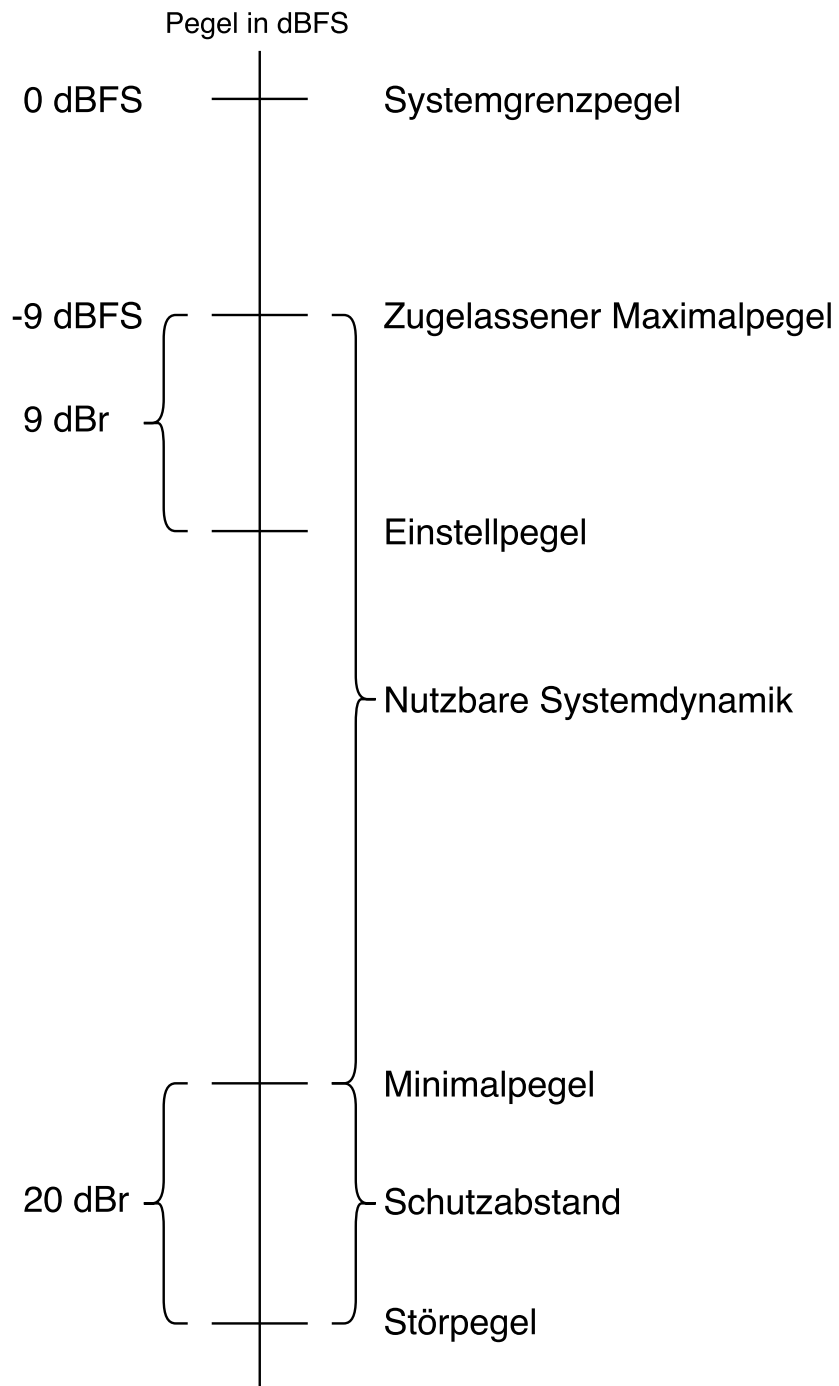 Pegel in dBFS
0 dBFS
Systemgrenzpegel
-9 dBFS
Zugelassener Maximalpegel
9 dBr
Einstellpegel
Nutzbare Systemdynamik
Minimalpegel
20 dBr
Schutzabstand
Störpegel